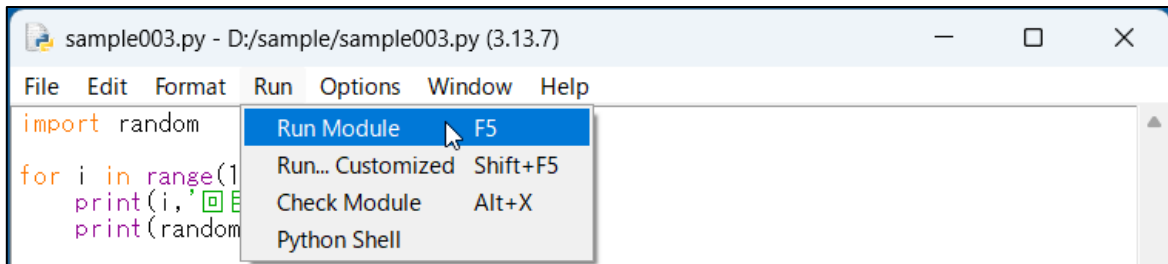 sample003.py - D:/sample/sample003.py (3.13.7)
File Edit Format Run Options Window Help
import random
Run Module F5
for i in range(1
Run... Customized Shift+F5
print(i,'回
Check Module Alt+X
print(random
Python Shell